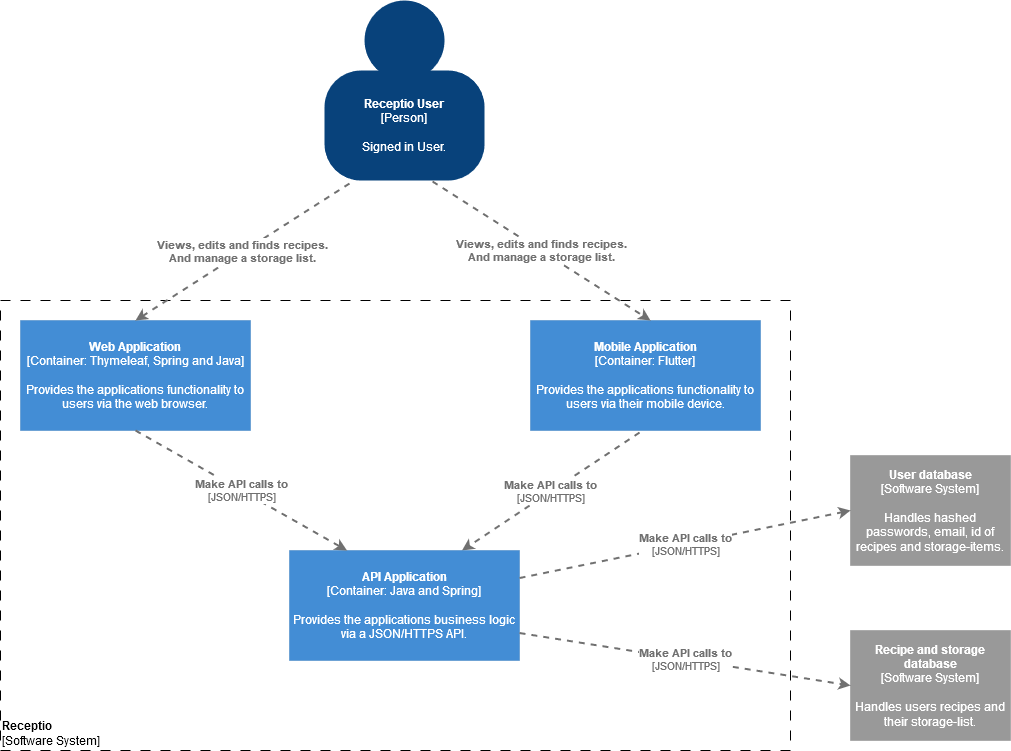 Receptio User
[Person]
Signed in User.
Views, edits and finds recipes.
And manage a storage list.
Views, edits and finds recipes.
And manage a storage list.
Web Application
[Container: Thymeleaf, Spring and Java]
Provides the applications functionality to
users via the web browser.
Mobile Application
[Container: Flutter]
Provides the applications functionality to
users via their mobile device.
Make API calls to
[JSON/HTTPS]
Make API calls to
[JSON/HTTPS]
User database
[Software System]
Handles hashed
passwords, email, id of
recipes and storage-items.
Make API calls to
[JSON/HTTPS]
API Application
[Container: Java and Spring]
Provides the applications business logic
via a JSON/HTTPS API.
Make API calls to
[JSON/HTTPS]
Recipe and storage
database
[Software System]
Handles users recipes and
their storage-list.
Receptio
[Software System]